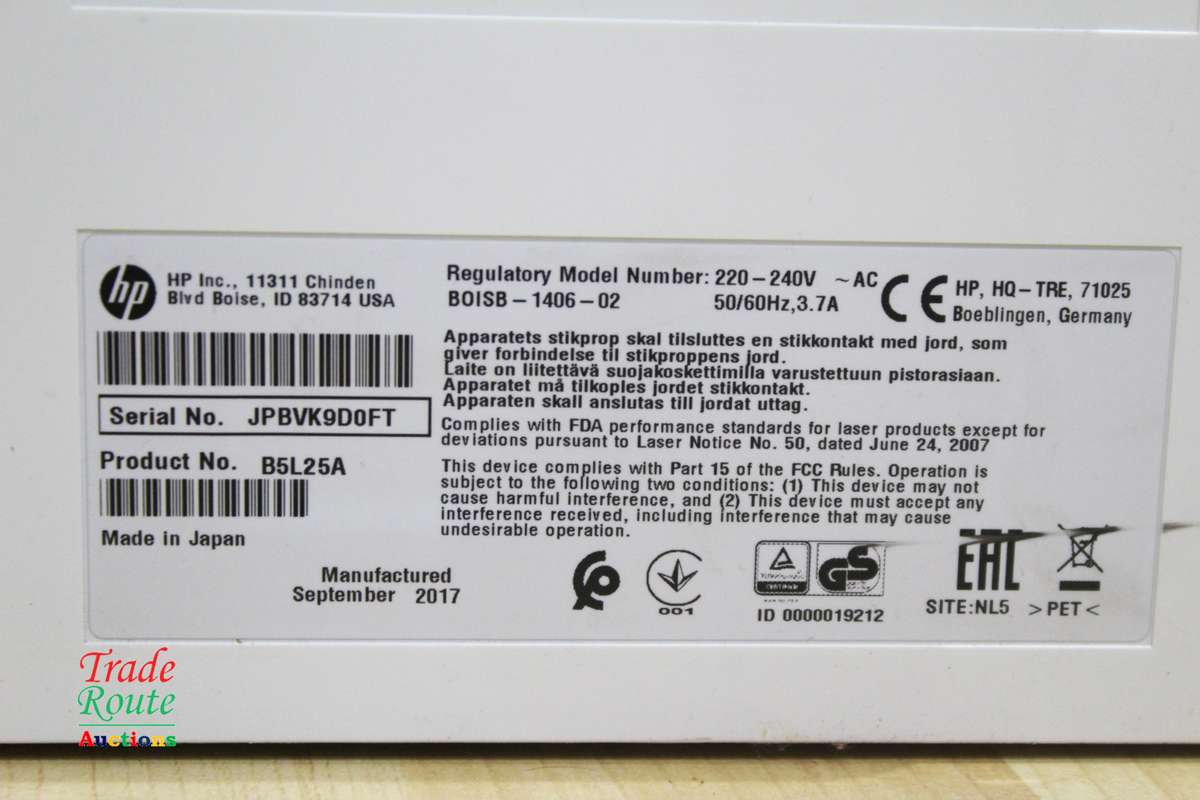 hp
HP Inc., 11311 Chinden
Blvd Boise, ID 83714 USA
Serial No. JPBVK9D0FT
Product No. B5L25A
Made in Japan
Manufactured
September 2017
Regulatory Model Number: 220-240V ~AC
BOISB-1406-02 50/60Hz,3.7A
CE
HP, HQ-TRE, 71025
Boeblingen, Germany
Apparatets stikprop skal tilsluttes en stikkontakt med jord, som
giver forbindelse til stikproppens jord.
Laite on liitettävä suojakoskettimilla varustettuun pistorasiaan.
Apparatet må tilkoples jordet stikkontakt.
Apparaten skall anslutas till jordat uttag.
Complies with FDA performance standards for laser products except for
deviations pursuant to Laser Notice No. 50, dated June 24, 2007
This device complies with Part 15 of the FCC Rules. Operation is
subject to the following two conditions: (1) This device may not
cause harmful interference, and (2) This device must accept any
interference received, including interference that may cause
undesirable operation.
001
GS
ID 0000019212
EAC
SITE:NL5 >PET<
Trade
Route
Auctions